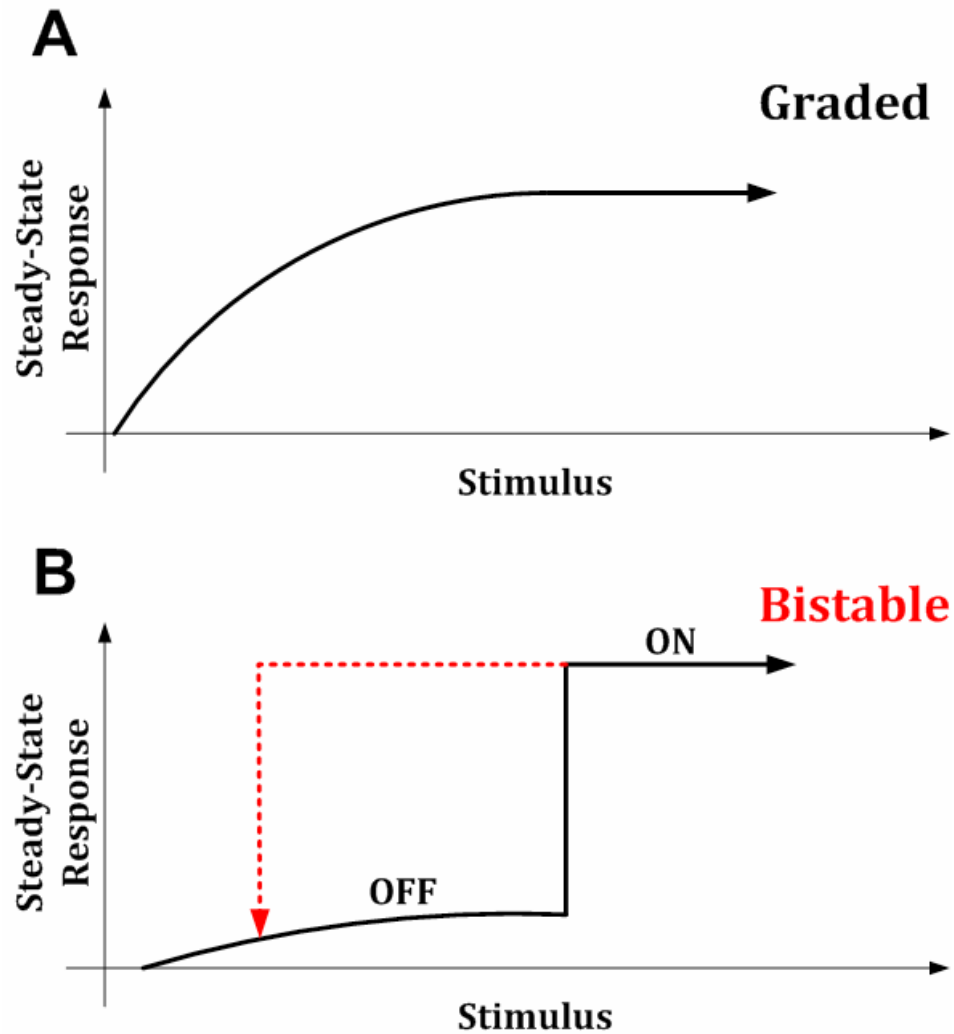 A
Graded
Steady-State
Response
Stimulus
B
Bistable
ON
Steady-State
Response
OFF
Stimulus